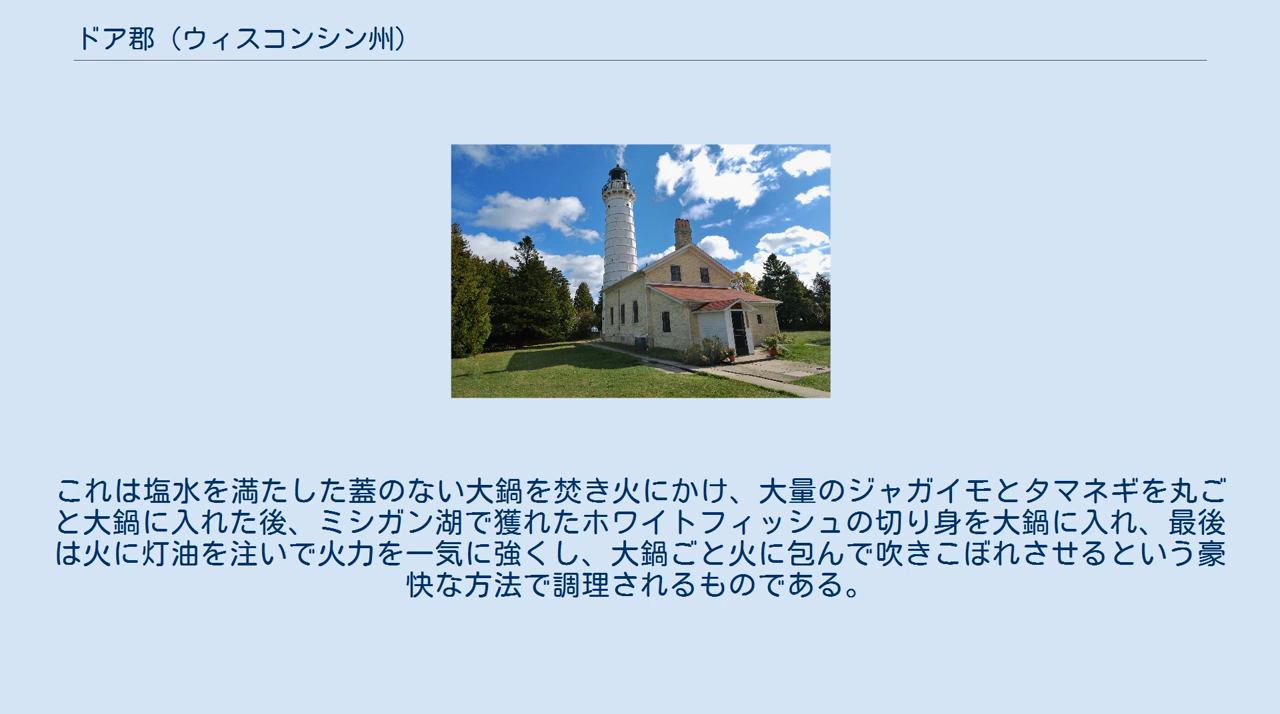 ドア郡（ウィスコンシン州）
これは塩水を満たした蓋のない大鍋を焚き火にかけ、大量のジャガイモとタマネギを丸ご
と大鍋に入れた後、ミシガン湖で獲れたホワイトフィッシュの切り身を大鍋に入れ、最後
は火に灯油を注いで火力を一気に強くし、大鍋ごと火に包んで吹きこぼれさせるという豪
快な方法で調理されるものである。